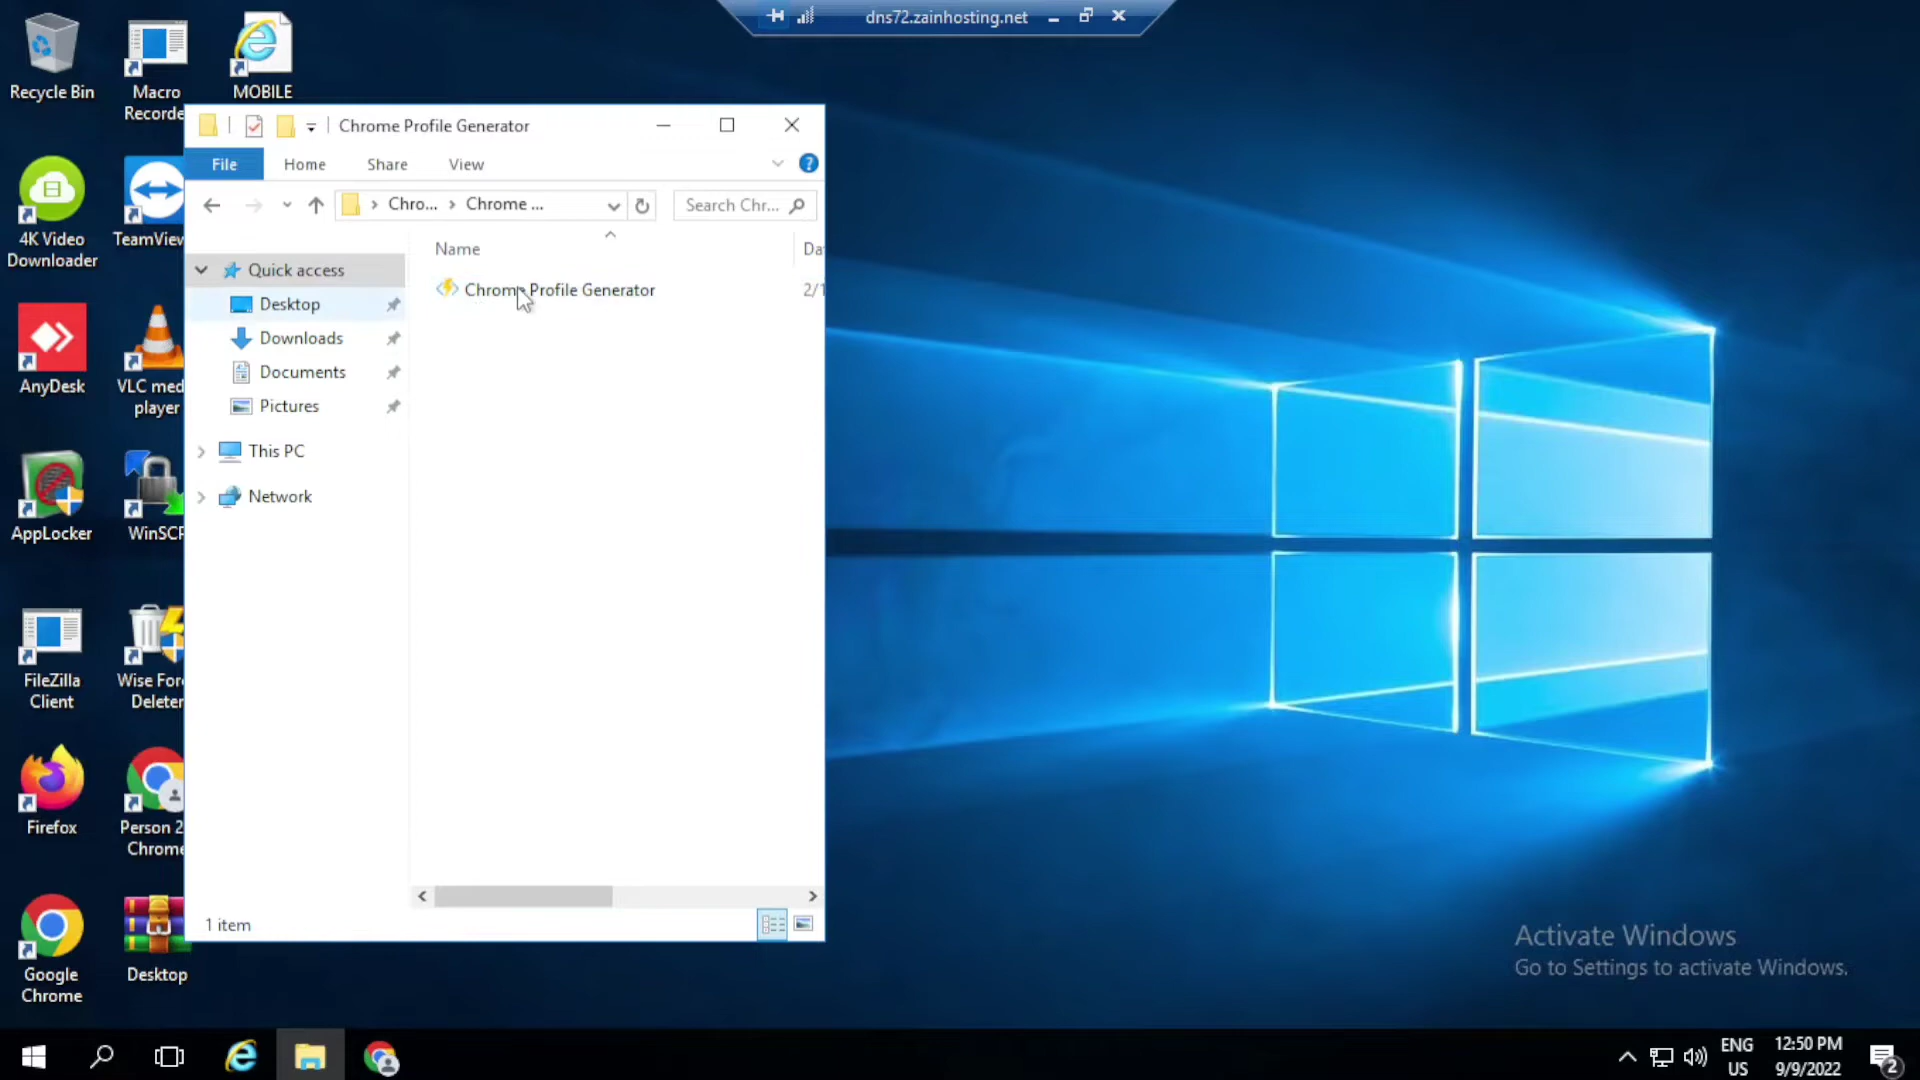 dns72.zainhosting.net
Recycle Bin
Macro
Recorde
MOBILE
4K Video
Downloader
TeamView
AnyDesk
VLC med
player
AppLocker
WinSCP
FileZilla
Client
Wise Forc
Deleter
Firefox
Person 2
Chrome
Google
Chrome
Desktop
Chrome Profile Generator
File
Home
Share
View
Chro...
Chrome ...
Search Chr...
Name
Da
Quick access
Desktop
Downloads
Documents
Pictures
This PC
Network
Chrome Profile Generator
2/1
1 item
Activate Windows
Go to Settings to activate Windows.
ENG
US
12:50 PM
9/9/2022
2